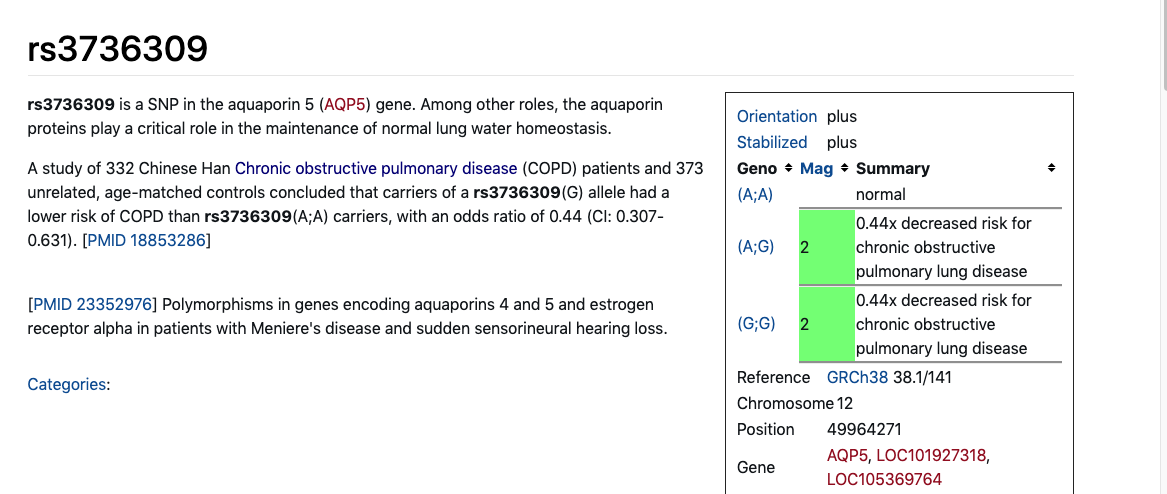 rs3736309
rs3736309 is a SNP in the aquaporin 5 (AQP5) gene. Among other roles, the aquaporin
proteins play a critical role in the maintenance of normal lung water homeostasis.
A study of 332 Chinese Han Chronic obstructive pulmonary disease (COPD) patients and 373
unrelated, age-matched controls concluded that carriers of a rs3736309(G) allele had a
lower risk of COPD than rs3736309(A;A) carriers, with an odds ratio of 0.44 (CI: 0.307-
0.631). [PMID 18853286]
[PMID 23352976] Polymorphisms in genes encoding aquaporins 4 and 5 and estrogen
receptor alpha in patients with Meniere's disease and sudden sensorineural hearing loss.
Categories:
Orientation plus
Stabilized plus
Geno Mag Summary
(A;A) normal
0.44x decreased risk for
(A;G) 2 chronic obstructive
pulmonary lung disease
0.44x decreased risk for
(G;G) 2 chronic obstructive
pulmonary lung disease
Reference GRCh38 38.1/141
Chromosome 12
Position 49964271
Gene AQP5, LOC101927318,
LOC105369764